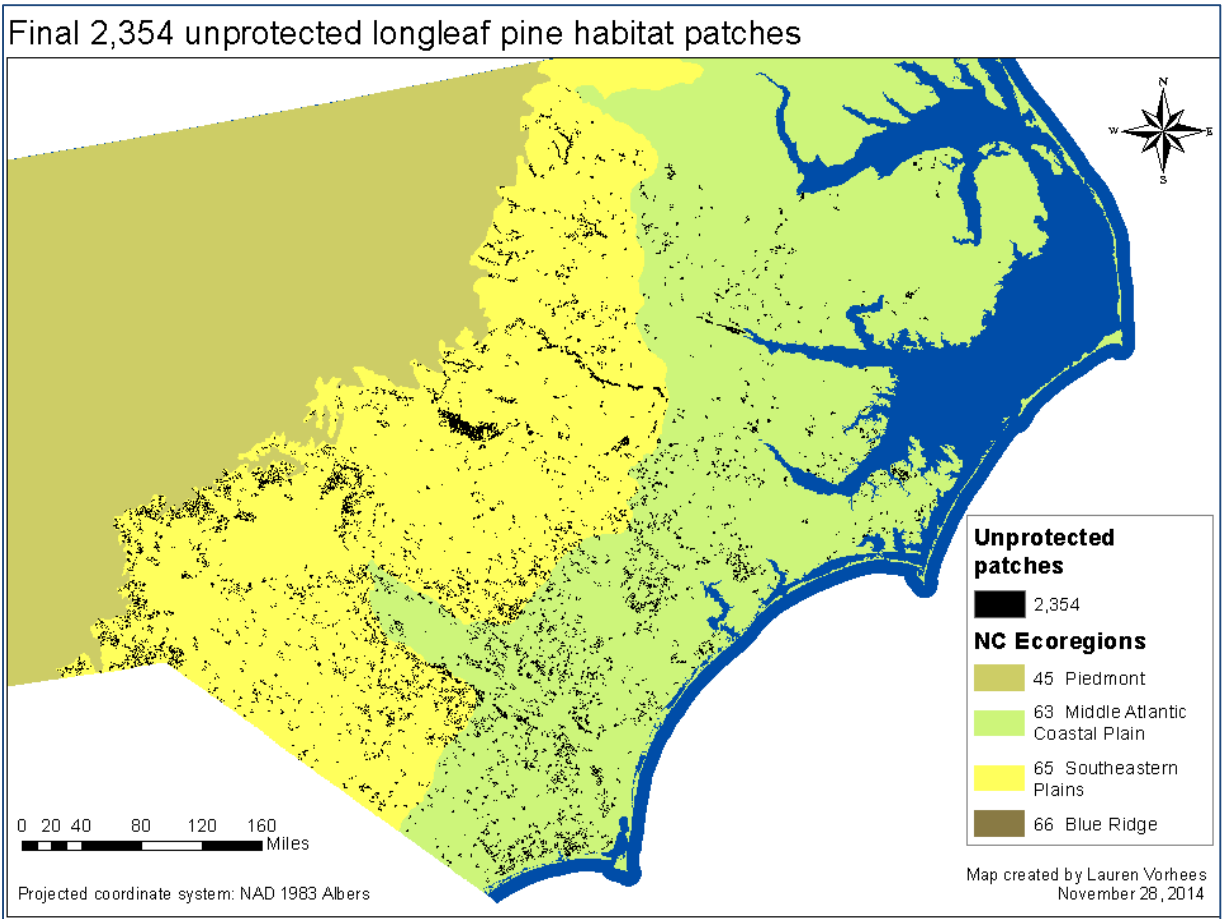 Final 2,354 unprotected longleaf pine habitat patches
N
W E
S
Unprotected
patches
2,354
NC Ecoregions
45 Piedmont
63 Middle Atlantic
Coastal Plain
65 Southeastern
Plains
66 Blue Ridge
0 20 40 80 120 160
Miles
Projected coordinate system: NAD 1983 Albers
Map created by Lauren Vorhees
November 28, 2014